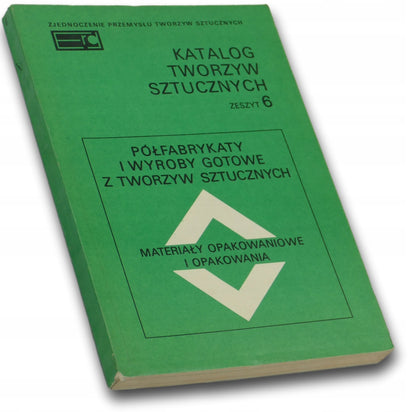 ZJEDNOCZENIE PRZEMYSŁU TWORZYW SZTUCZNYCH
KATALOG
TWORZYW
SZTUCZNYCH
ZESZYT 6
PÓŁFABRYKATY
I WYROBY GOTOWE
Z TWORZYW SZTUCZNYCH
MATERIAŁY OPAKOWANIOWE
I OPAKOWANIA